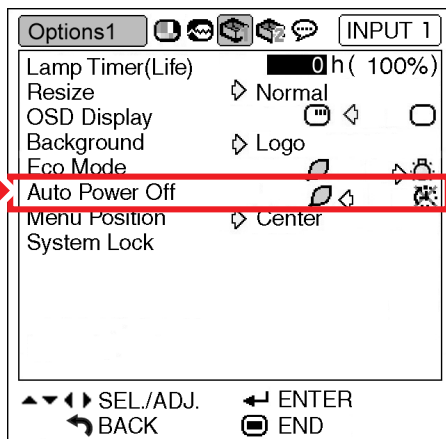 Options1 INPUT 1
Lamp Timer(Life) 0 h ( 100%)
Resize Normal
OSD Display
Background Logo
Eco Mode
Auto Power Off
Menu Position Center
System Lock
SEL./ADJ. ENTER
BACK END